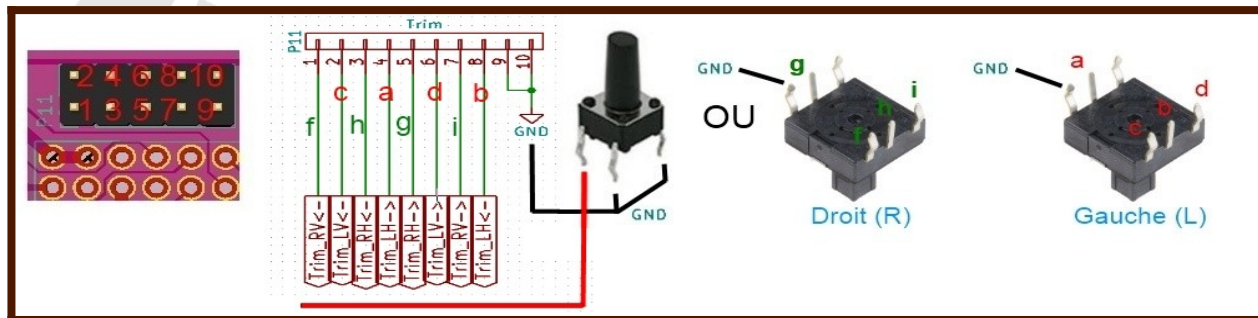 Trim
P11
1 2 3 4 5 6 7 8 9 10
2 4 6 8 10
1 3 5 7 9
P11
c a d b
f h g i
GND
GND
Trim_RV<-
Trim_LV<-
Trim_RH<-
Trim_LH->
Trim_RH->
Trim_LV->
Trim_RV->
Trim_LH<-
OU
GND
g
i
h
f
Droit (R)
GND
a
d
b
c
Gauche (L)